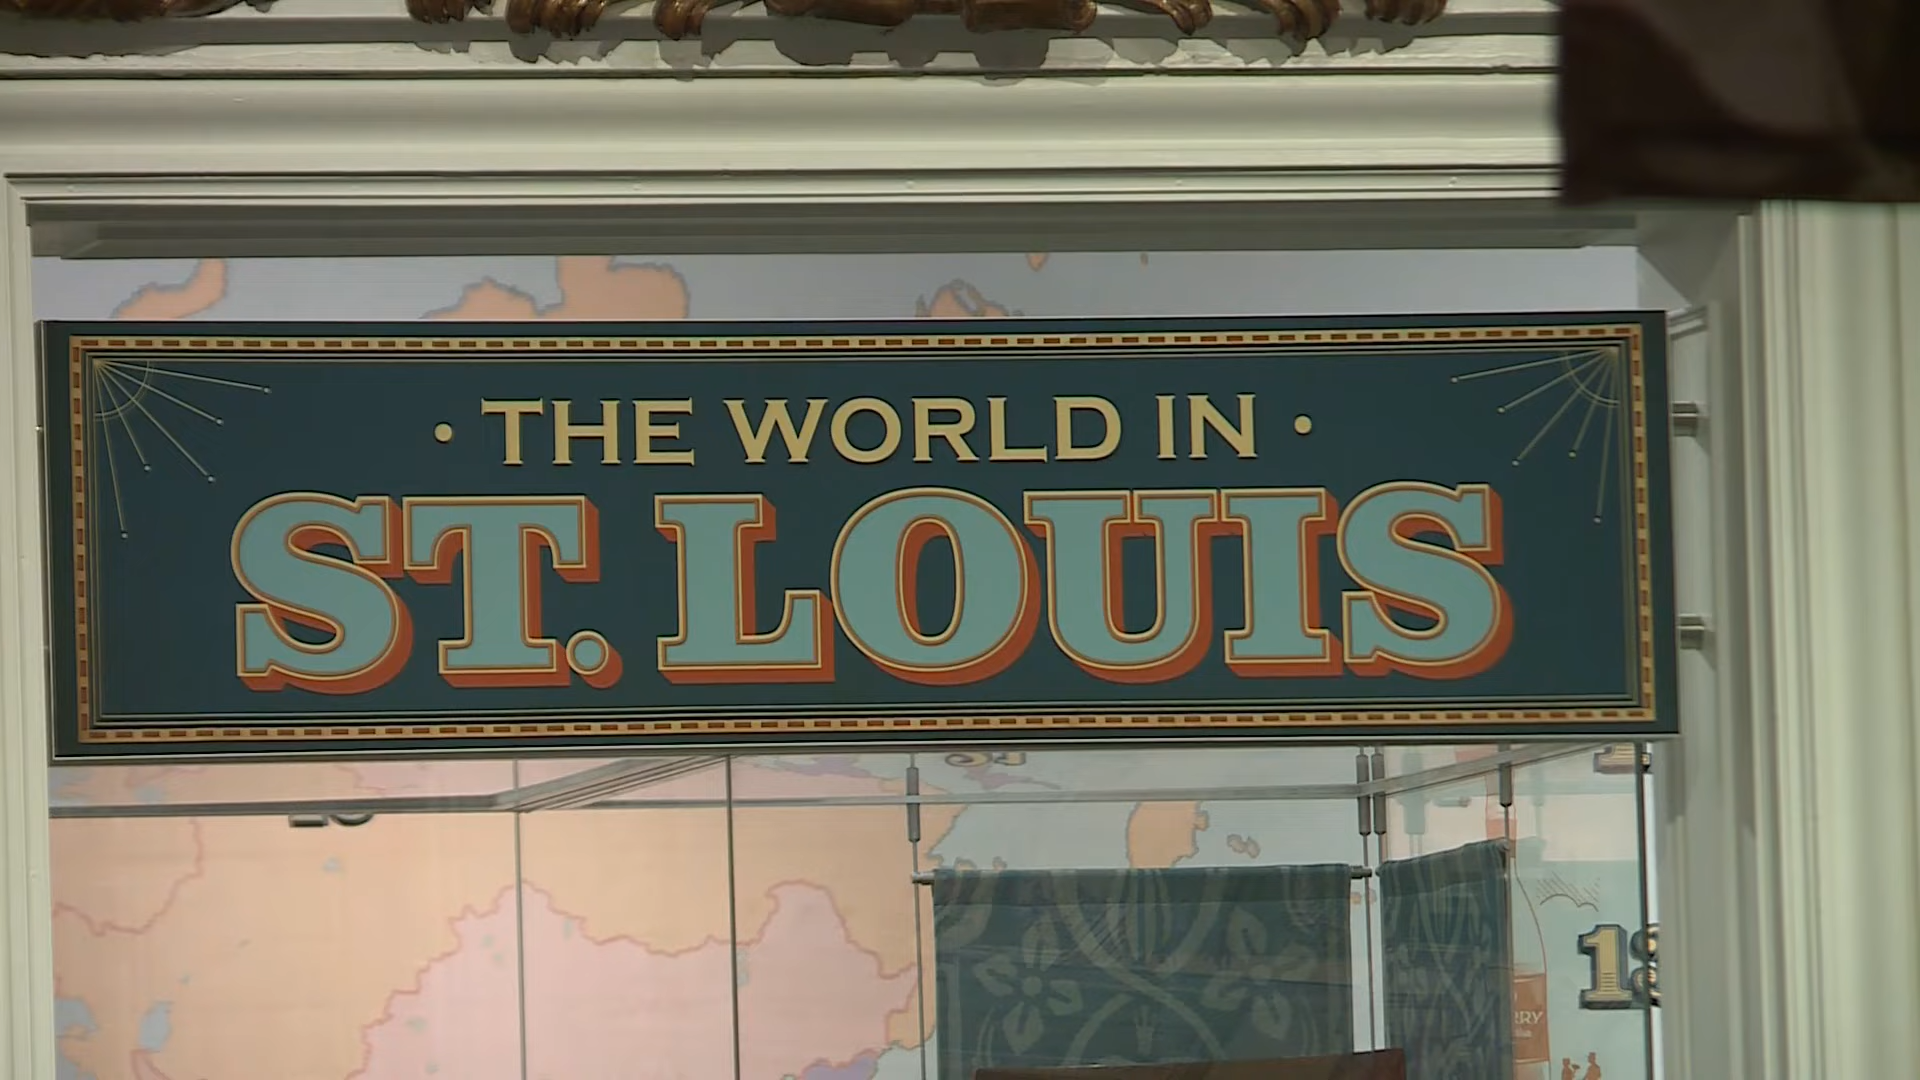 · THE WORLD IN ·
ST. LOUIS